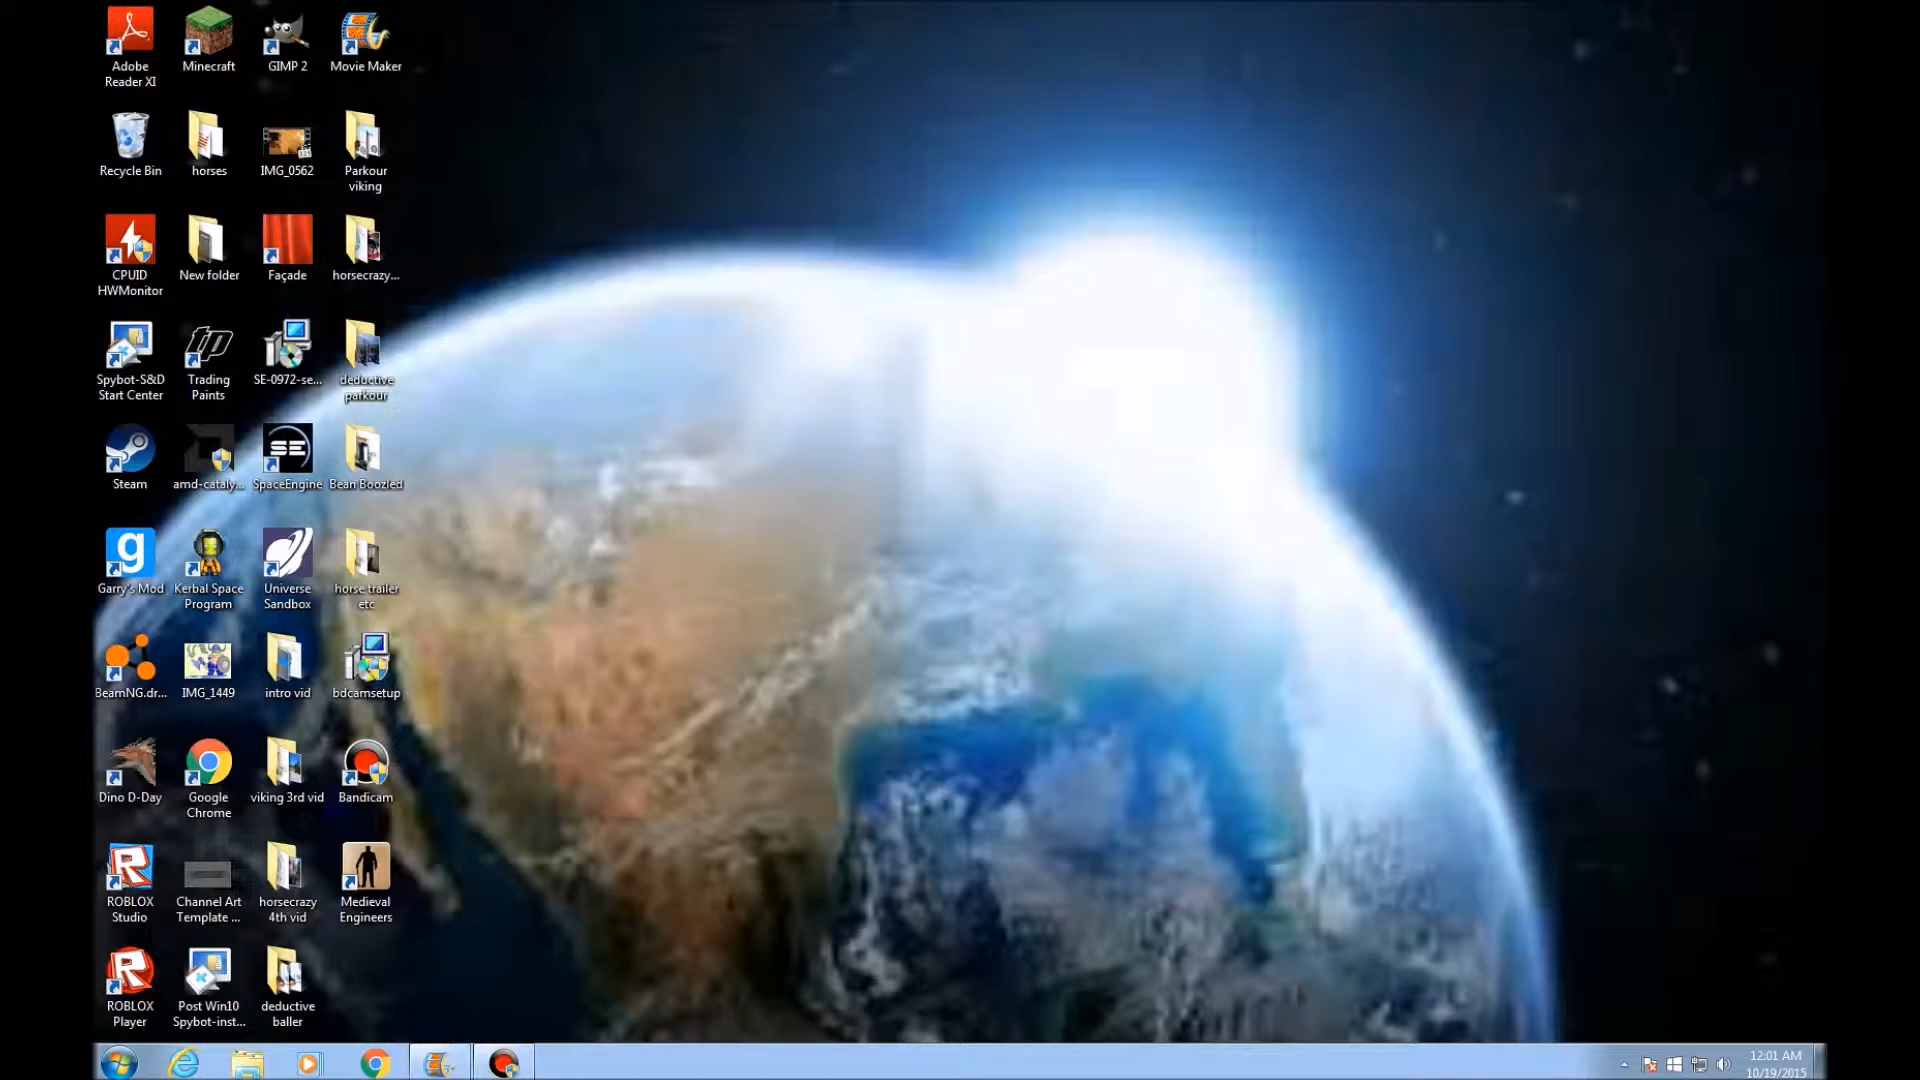 Adobe
Reader XI
Minecraft
GIMP 2
Movie Maker
Recycle Bin
horses
IMG_0562
Parkour
viking
CPUID
HWMonitor
New folder
Façade
horsecrazy...
Spybot-S&D
Start Center
tp
Trading
Paints
SE-0972-se...
deductive
parkour
Steam
amd-cataly...
SE
SpaceEngine
Bean Boozled
g
Garry's Mod
Kerbal Space
Program
Universe
Sandbox
horse trailer
etc
BeamNG.dr...
IMG_1449
intro vid
bdcamsetup
Dino D-Day
Google
Chrome
viking 3rd vid
Bandicam
R
ROBLOX
Studio
Channel Art
Template ...
horsecrazy
4th vid
Medieval
Engineers
R
ROBLOX
Player
Post Win10
Spybot-inst...
deductive
baller
12:01 AM
10/19/2015